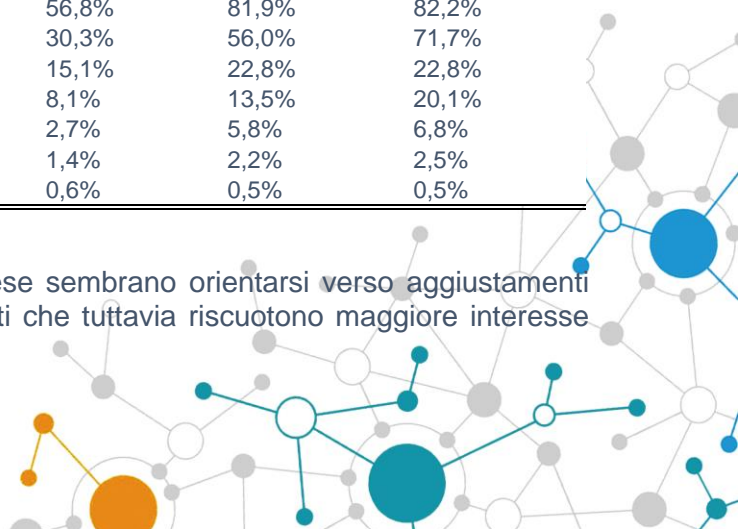 56,8% 81,9% 82,2%
30,3% 56,0% 71,7%
15,1% 22,8% 22,8%
8,1% 13,5% 20,1%
2,7% 5,8% 6,8%
1,4% 2,2% 2,5%
0,6% 0,5% 0,5%
ese sembrano orientarsi verso aggiustamenti
ti che tuttavia riscuotono maggiore interesse